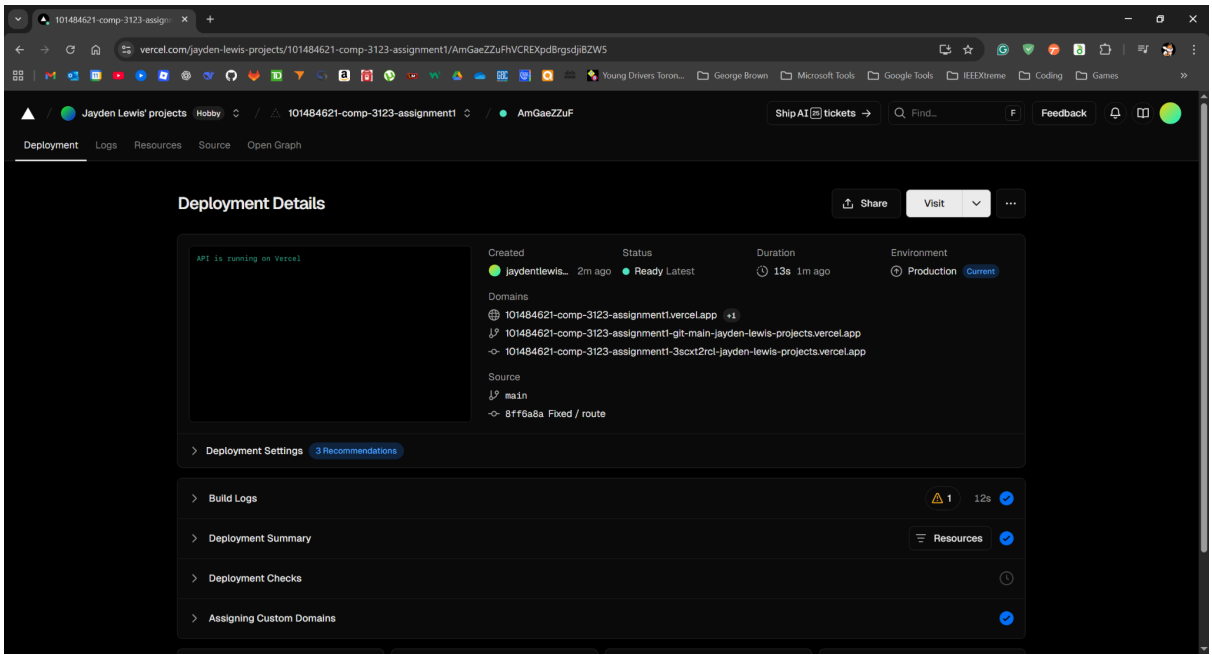 101484621-comp-3123-assignr
vercel.com/jayden-lewis-projects/101484621-comp-3123-assignment1/AmGaeZZuFhVCREXpdBrgsdjiBZW5
Young Drivers Toron... George Brown Microsoft Tools Google Tools IEEEXtreme Coding Games
Jayden Lewis' projects Hobby / 101484621-comp-3123-assignment1 / AmGaeZZuF Ship AI 25 tickets → Find... F Feedback
Deployment Logs Resources Source Open Graph
Deployment Details Share Visit
API is running on Vercel
Created Status Duration Environment
jaydentlewis... 2m ago Ready Latest 13s 1m ago Production Current
Domains
101484621-comp-3123-assignment1.vercel.app +1
101484621-comp-3123-assignment1-git-main-jayden-lewis-projects.vercel.app
101484621-comp-3123-assignment1-3scxt2rcl-jayden-lewis-projects.vercel.app
Source
main
8ff6a8a Fixed / route
Deployment Settings 3 Recommendations
Build Logs 1 12s
Deployment Summary Resources
Deployment Checks
Assigning Custom Domains